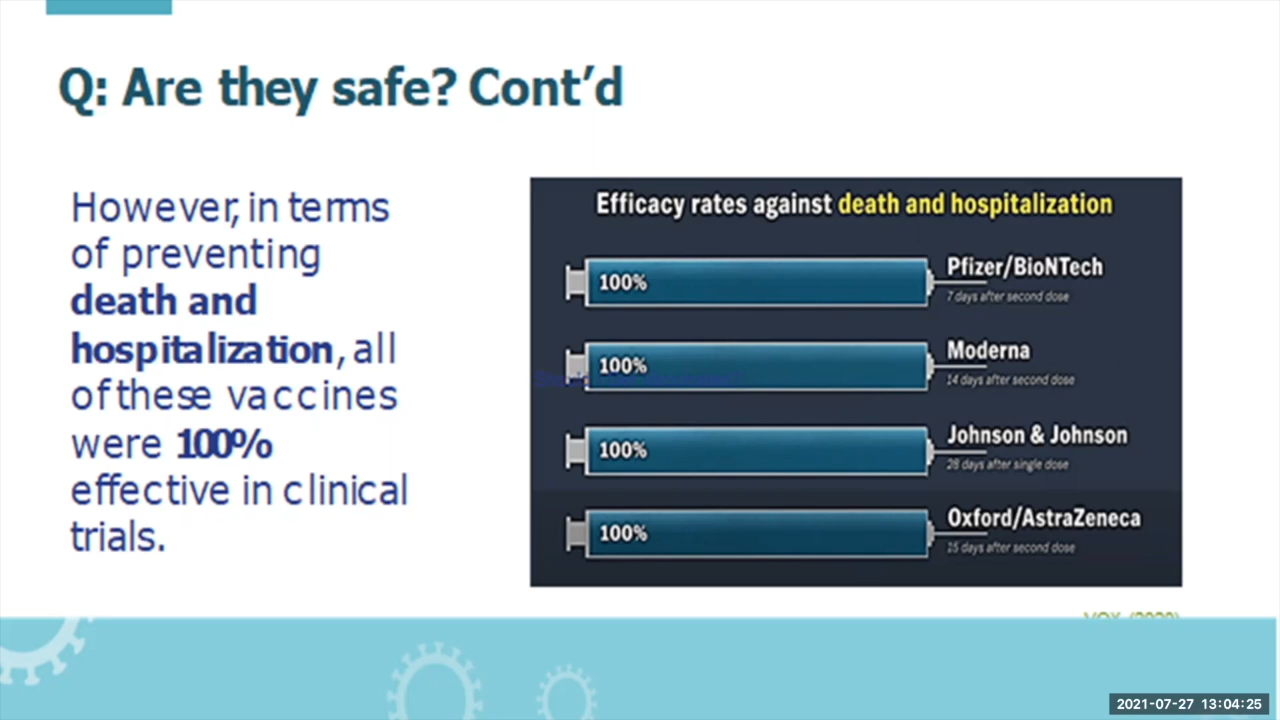 Q: Are they safe? Cont’d
However, in terms
of preventing
death and
hospitalization, all
of these vaccines
were 100%
effective in clinical
trials.
Efficacy rates against death and hospitalization
100%
Pfizer/BioNTech
7 days after second dose
100%
Moderna
14 days after second dose
100%
Johnson & Johnson
28 days after single dose
100%
Oxford/AstraZeneca
15 days after second dose
2021-07-27 13:04:25